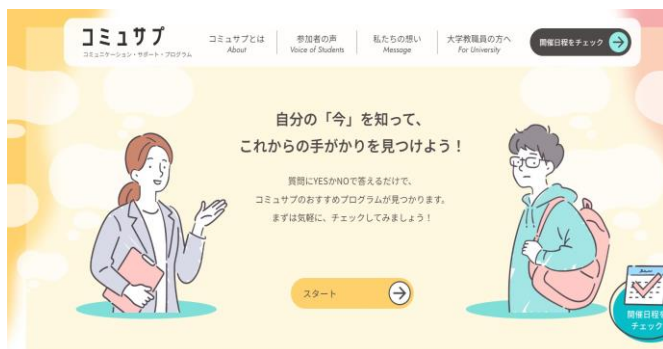 コミュサプ
コミュニケーション・サポート・プログラム
コミュサプとは
About
参加者の声
Voice of Students
私たちの想い
Message
大学教職員の方へ
For University
開催日程をチェック
自分の「今」を知って、
これからの手がかりを見つけよう！
質問にYESかNOで答えるだけで、
コミュサプのおすすめプログラムが見つかります。
まずは気軽に、チェックしてみましょう！
スタート
開催日程を
チェック